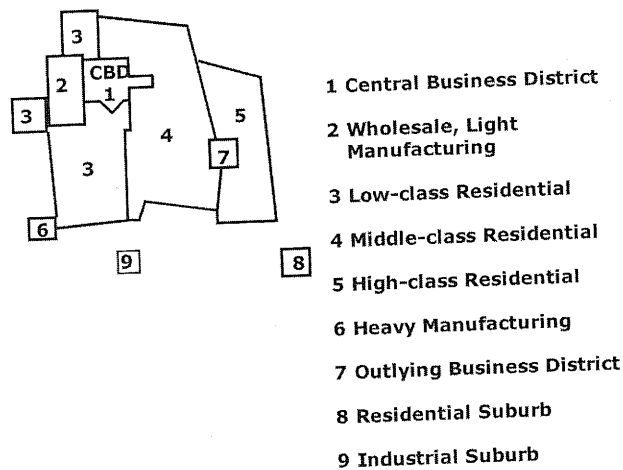 3
CBD
2
1
3
5
4
7
3
6
9
8
1 Central Business District
2 Wholesale, Light
Manufacturing
3 Low-class Residential
4 Middle-class Residential
5 High-class Residential
6 Heavy Manufacturing
7 Outlying Business District
8 Residential Suburb
9 Industrial Suburb